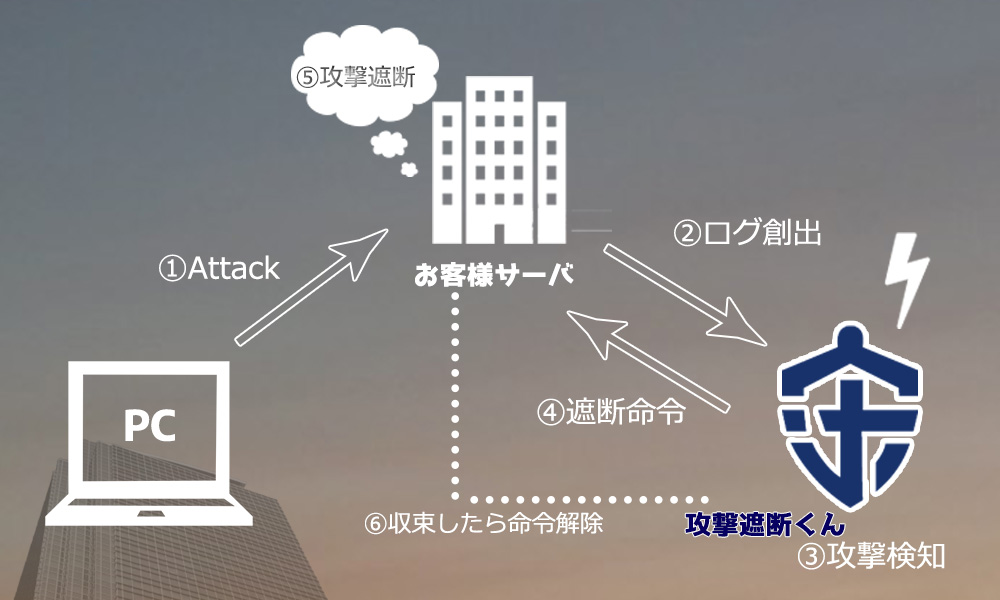 ⑤攻撃遮断
②ログ創出
①Attack
お客様サーバ
④遮断命令
PC
⑥収束したら命令解除
攻撃遮断くん
③攻撃検知